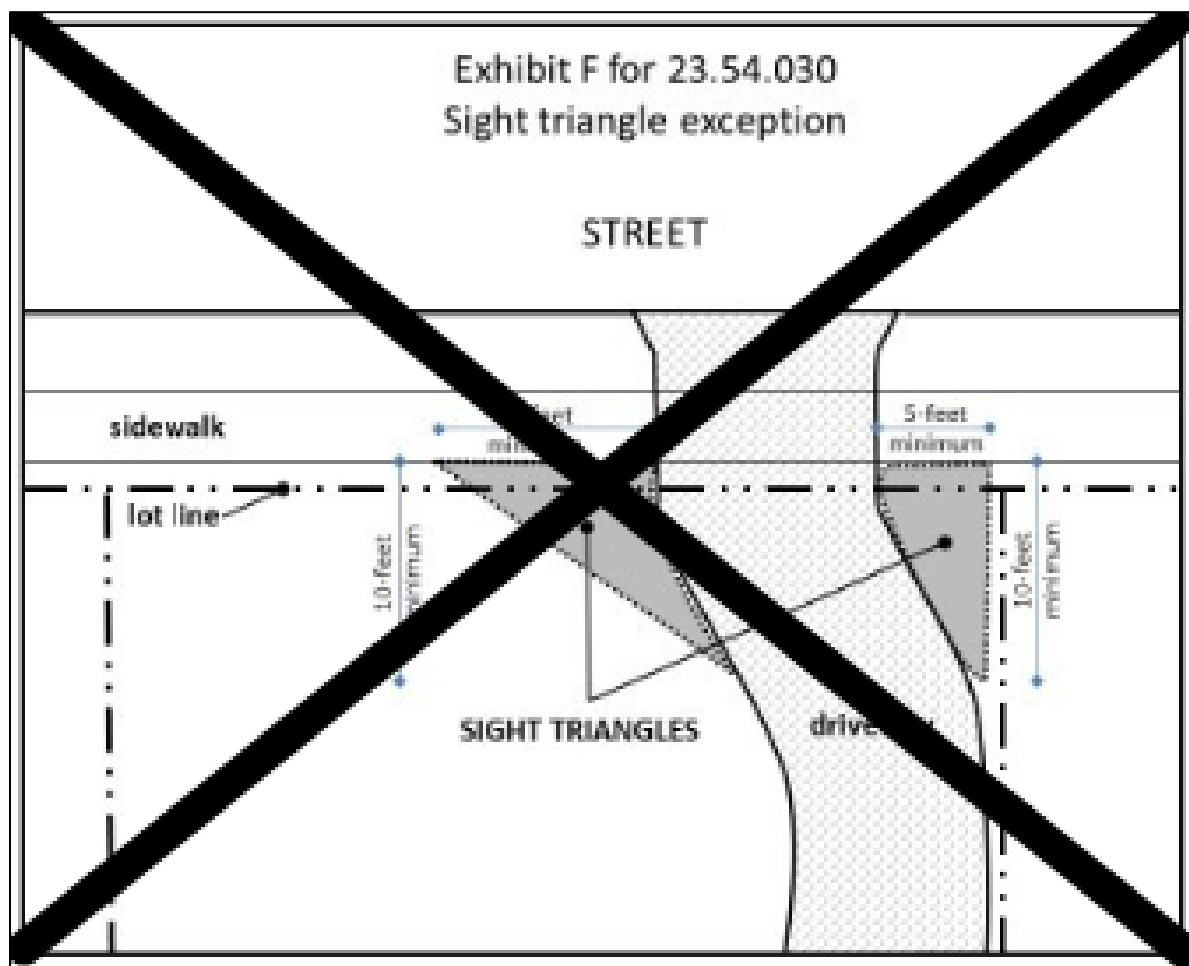 Exhibit F for 23.54.030
Sight triangle exception
STREET
sidewalk
5-feet
minimum
lot line
10-feet
minimum
10-feet
minimum
SIGHT TRIANGLES